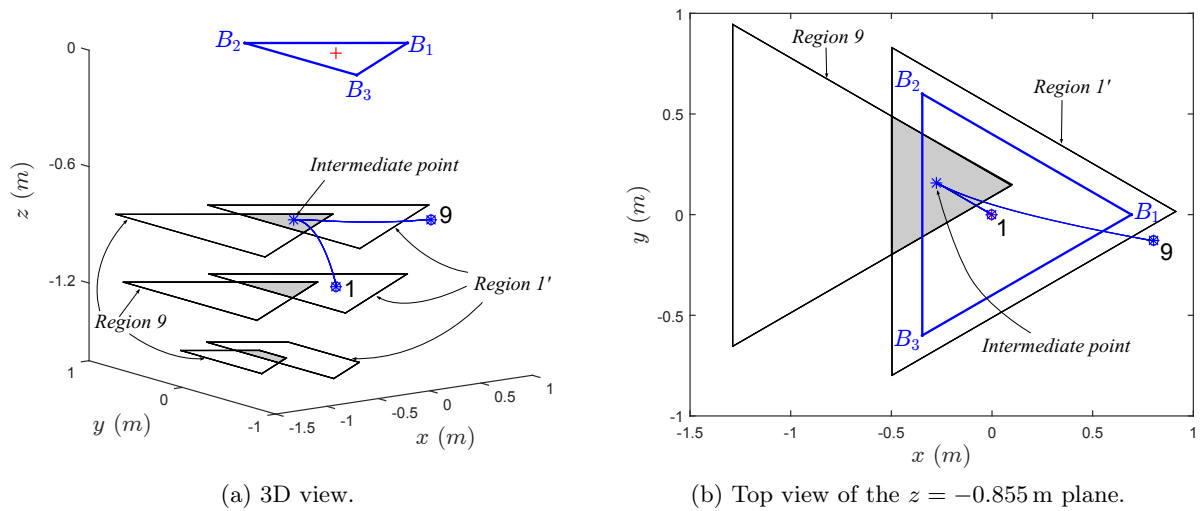 0
-0.6
-1.2
z (m)
B₂
B₁
B₃
Intermediate point
9
1
Region 9
Region 1'
1
0
-1
y (m)
-1.5
-1
-0.5
0
0.5
1
x (m)
(a) 3D view.
1
0.5
0
-0.5
-1
y (m)
Region 9
Region 1'
B₂
B₁
B₃
1
9
Intermediate point
-1.5
-1
-0.5
0
0.5
1
x (m)
(b) Top view of the z = −0.855 m plane.